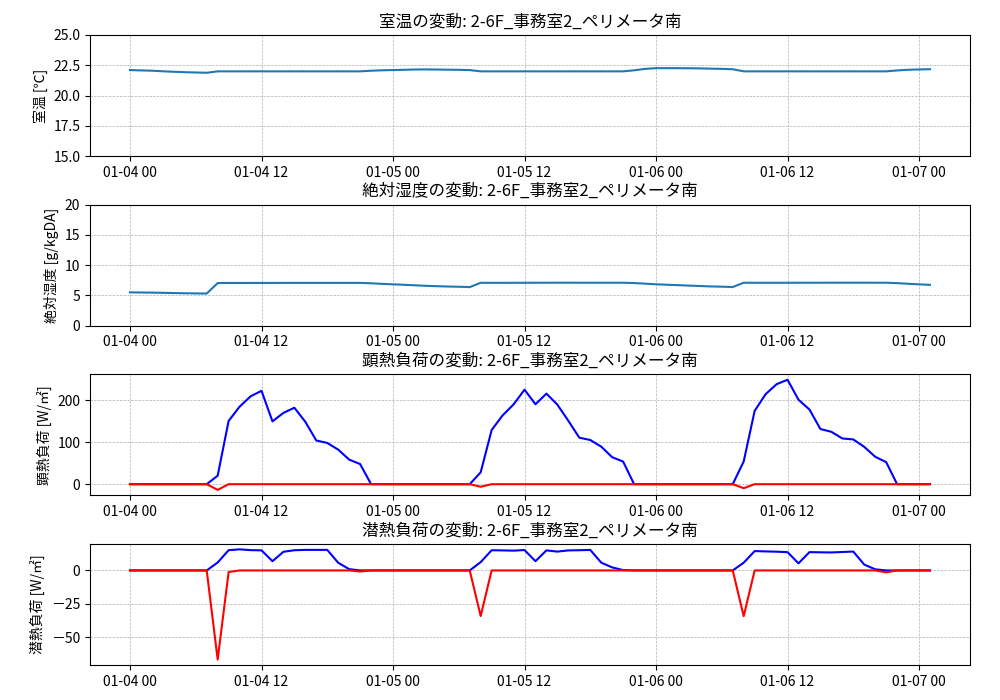 室温の変動: 2-6F_事務室2_ペリメータ南
室温 [℃]
25.0
22.5
20.0
17.5
15.0
01-04 00 01-04 12 01-05 00 01-05 12 01-06 00 01-06 12 01-07 00
絶対湿度の変動: 2-6F_事務室2_ペリメータ南
絶対湿度 [g/kgDA]
20
15
10
5
0
01-04 00 01-04 12 01-05 00 01-05 12 01-06 00 01-06 12 01-07 00
顕熱負荷の変動: 2-6F_事務室2_ペリメータ南
顕熱負荷 [W/㎡]
200
100
0
01-04 00 01-04 12 01-05 00 01-05 12 01-06 00 01-06 12 01-07 00
潜熱負荷の変動: 2-6F_事務室2_ペリメータ南
潜熱負荷 [W/㎡]
0
−25
−50
01-04 00 01-04 12 01-05 00 01-05 12 01-06 00 01-06 12 01-07 00